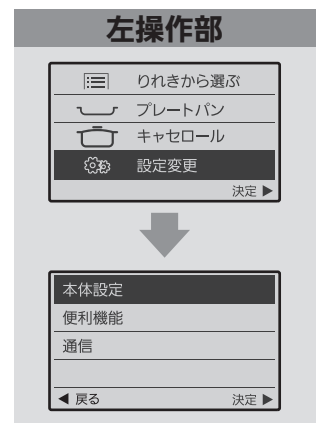 左操作部
りれきから選ぶ
プレートパン
キャセロール
設定変更
決定 ▶
本体設定
便利機能
通信
◀ 戻る 決定 ▶